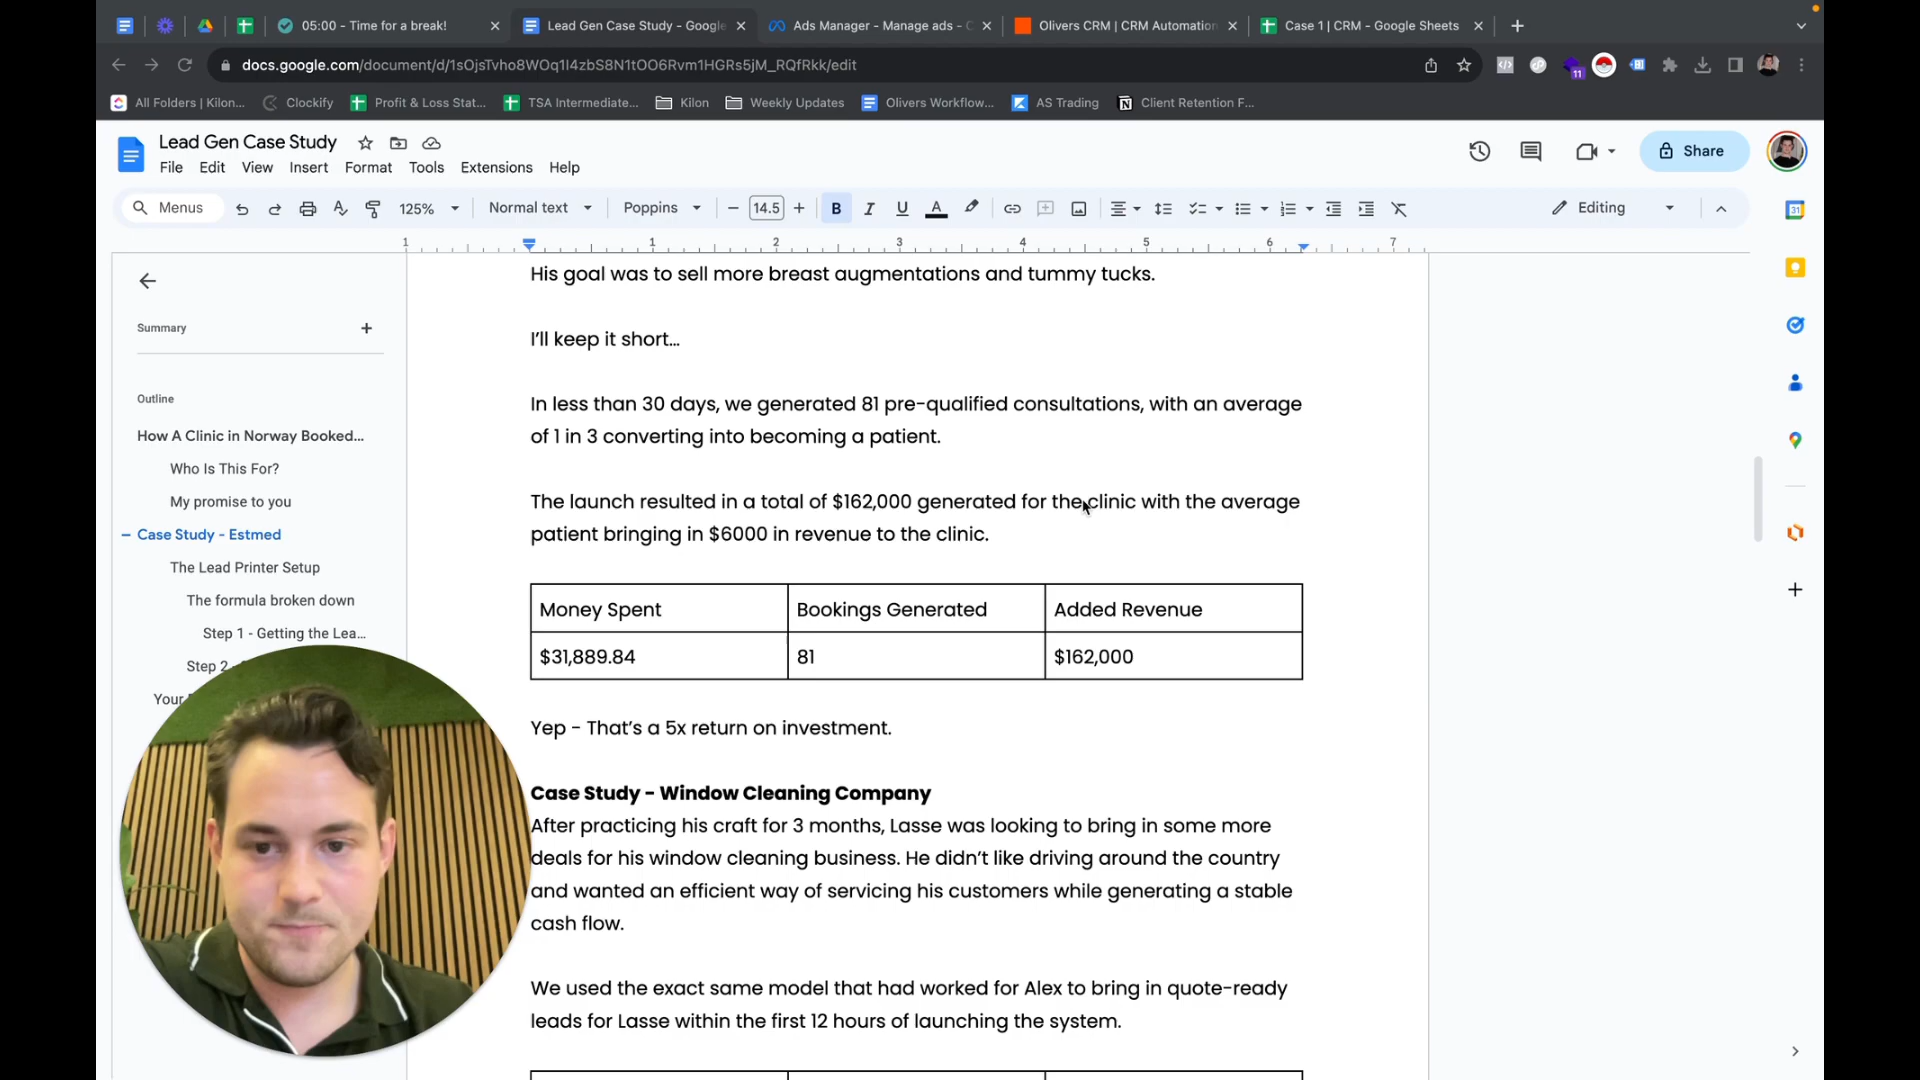 05:00 - Time for a break!
Lead Gen Case Study - Google
Ads Manager - Manage ads - C
Olivers CRM | CRM Automation
Case 1 | CRM - Google Sheets
docs.google.com/document/d/1sOjsTvho8WOq1I4zbS8N1tOO6Rvm1HGRs5jM_RQfRkk/edit
11
All Folders | Kilon...
Clockify
Profit & Loss Stat...
TSA Intermediate...
Kilon
Weekly Updates
Olivers Workflow...
AS Trading
Client Retention F...
Lead Gen Case Study
File Edit View Insert Format Tools Extensions Help
Share
Menus
125%
Normal text
Poppins
14.5
B I U A
Editing
1 1 2 3 4 5 6 7
31
Summary
Outline
How A Clinic in Norway Booked...
Who Is This For?
My promise to you
Case Study - Estmed
The Lead Printer Setup
The formula broken down
Step 1 - Getting the Lea...
Step 2
Your
His goal was to sell more breast augmentations and tummy tucks.
I'll keep it short…
In less than 30 days, we generated 81 pre-qualified consultations, with an average
of 1 in 3 converting into becoming a patient.
The launch resulted in a total of $162,000 generated for the clinic with the average
patient bringing in $6000 in revenue to the clinic.
Money Spent Bookings Generated Added Revenue
$31,889.84 81 $162,000
Yep - That's a 5x return on investment.
Case Study - Window Cleaning Company
After practicing his craft for 3 months, Lasse was looking to bring in some more
deals for his window cleaning business. He didn't like driving around the country
and wanted an efficient way of servicing his customers while generating a stable
cash flow.
We used the exact same model that had worked for Alex to bring in quote-ready
leads for Lasse within the first 12 hours of launching the system.